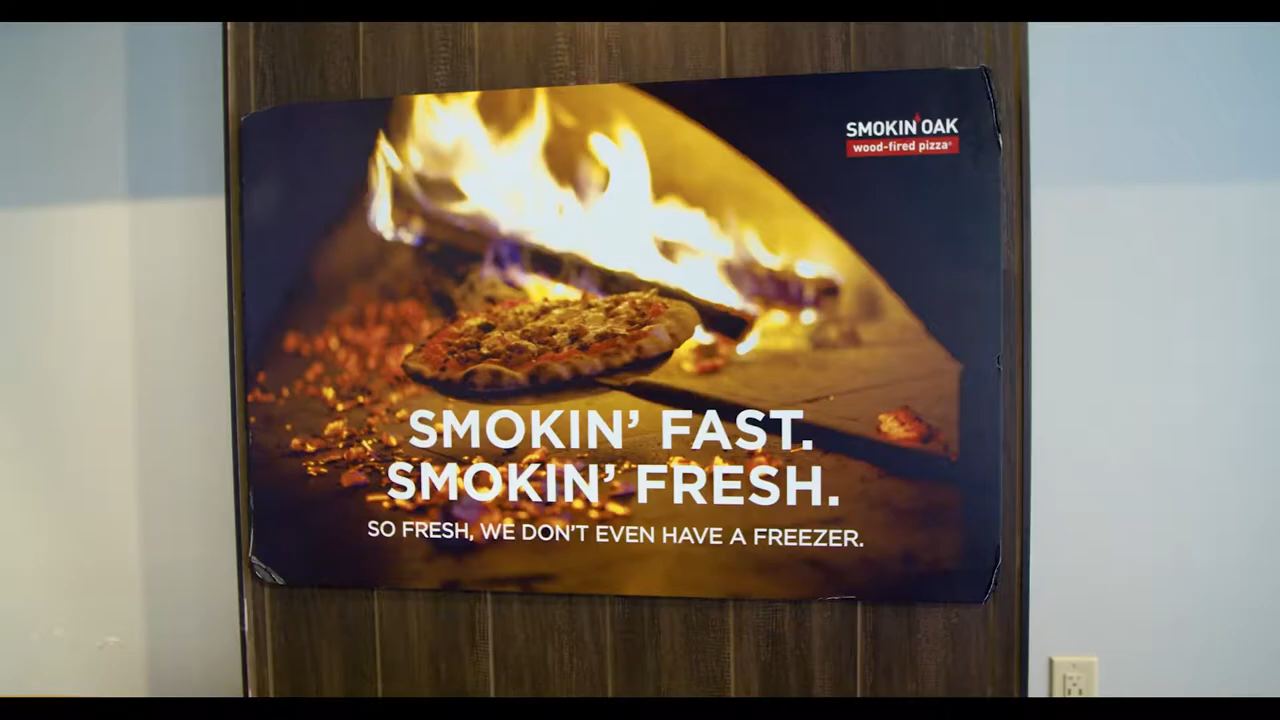 SMOKIN' OAK
wood-fired pizza®
SMOKIN' FAST.
SMOKIN' FRESH.
SO FRESH, WE DON'T EVEN HAVE A FREEZER.